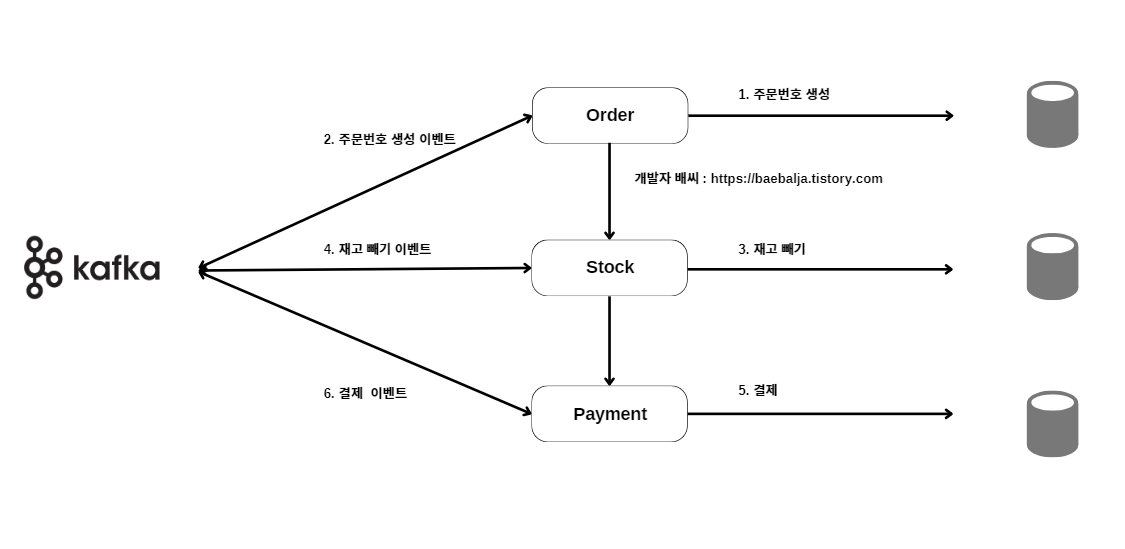 Order
1. 주문번호 생성
2. 주문번호 생성 이벤트
개발자 배씨 : https://baebalja.tistory.com
kafka
4. 재고 빼기 이벤트
Stock
3. 재고 빼기
6. 결제  이벤트
Payment
5. 결제